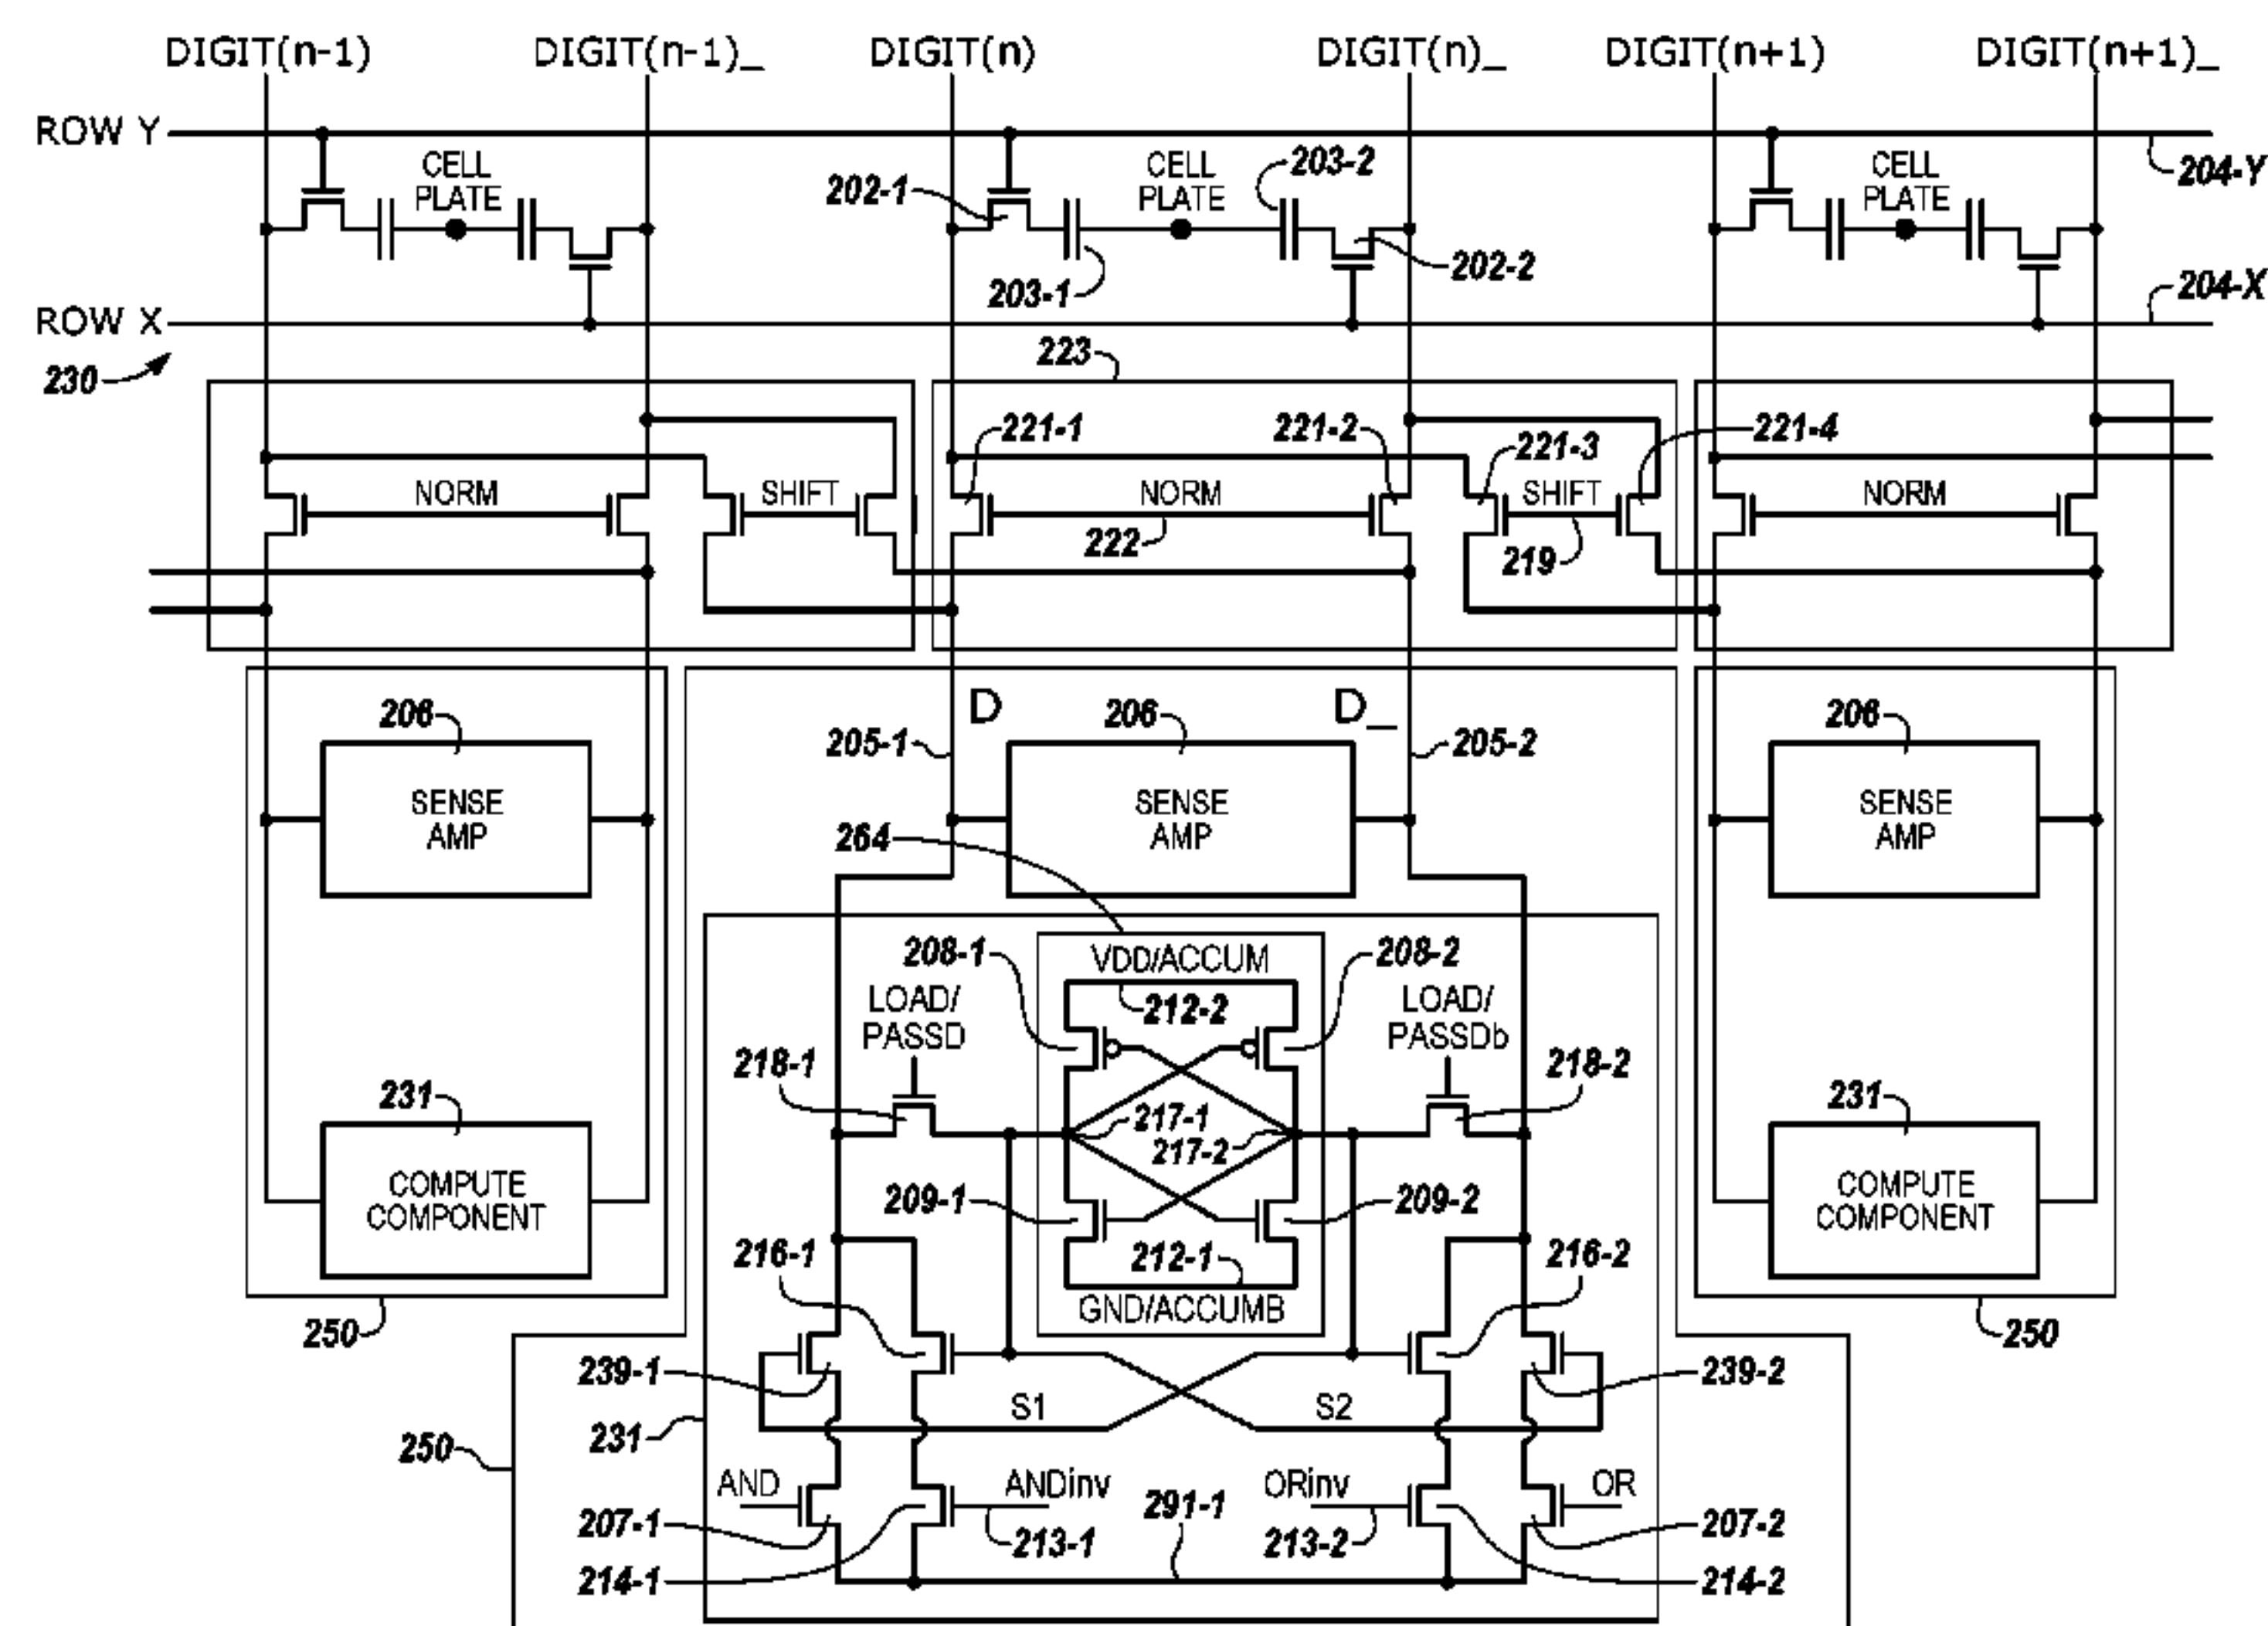 DIGIT(n-1) DIGIT(n-1)_ DIGIT(n) DIGIT(n)_ DIGIT(n+1) DIGIT(n+1)_
ROW Y
CELL PLATE
202-1
CELL PLATE
203-2
CELL PLATE
204-Y
203-1
202-2
204-X
ROW X
230
223
221-1
221-2
221-3
221-4
NORM
SHIFT
NORM
SHIFT
NORM
222
219
D
D_
206
205-1
206
205-2
206
SENSE AMP
SENSE AMP
SENSE AMP
264
208-1
VDD/ACCUM
208-2
LOAD/ PASSD
212-2
LOAD/ PASSDb
218-1
218-2
231
217-1
217-2
231
COMPUTE COMPONENT
209-1
209-2
COMPUTE COMPONENT
216-1
212-1
216-2
GND/ACCUMB
250
250
239-1
239-2
S1
S2
231
250
AND
ANDinv
ORinv
OR
291-1
207-1
213-1
213-2
207-2
214-1
214-2